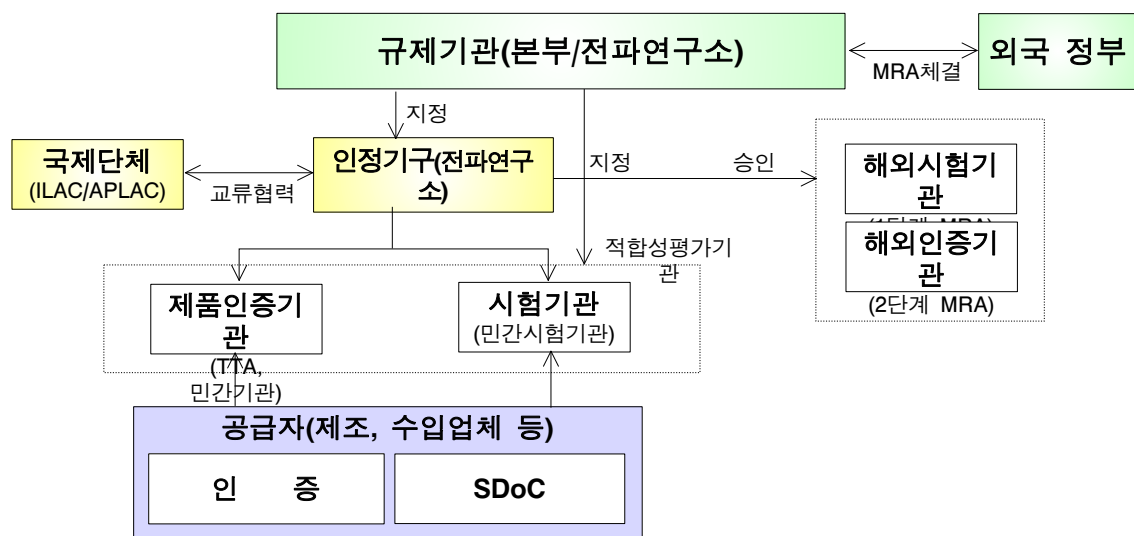 규제기관(본부/전파연구소)
외국 정부
MRA체결
지정
국제단체
(ILAC/APLAC)
교류협력
인정기구(전파연구
소)
지정
승인
해외시험기
관
(1단계 MRA)
해외인증기
관
(2단계 MRA)
적합성평가기
관
제품인증기
관
(TTA,
민간기관)
시험기관
(민간시험기관)
공급자(제조, 수입업체 등)
인 증
SDoC